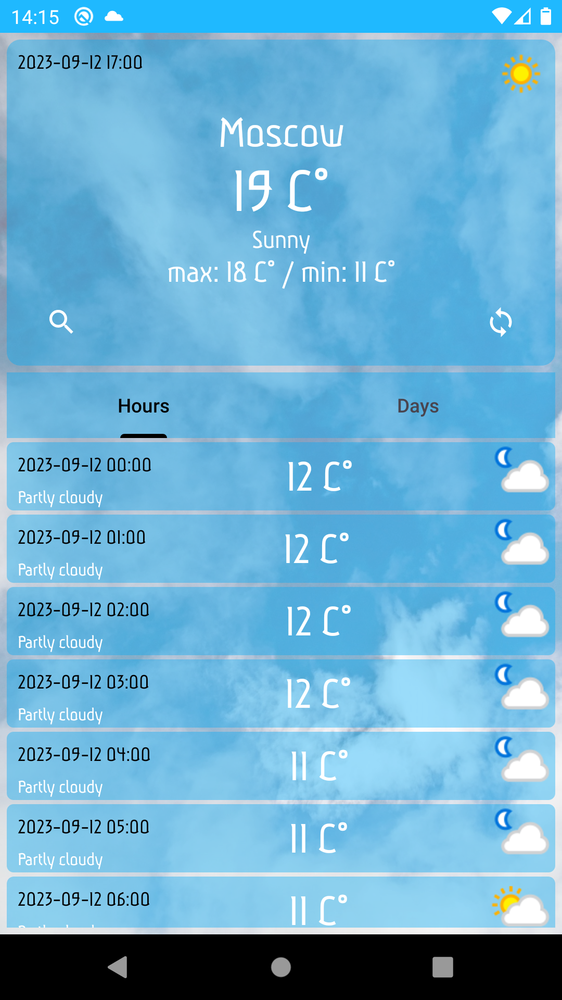 14:15
2023-09-12 17:00
Moscow
19 C°
Sunny
max: 18 C° / min: 11 C°
Hours Days
2023-09-12 00:00
12 C°
Partly cloudy
2023-09-12 01:00
12 C°
Partly cloudy
2023-09-12 02:00
12 C°
Partly cloudy
2023-09-12 03:00
12 C°
Partly cloudy
2023-09-12 04:00
11 C°
Partly cloudy
2023-09-12 05:00
11 C°
Partly cloudy
2023-09-12 06:00
11 C°